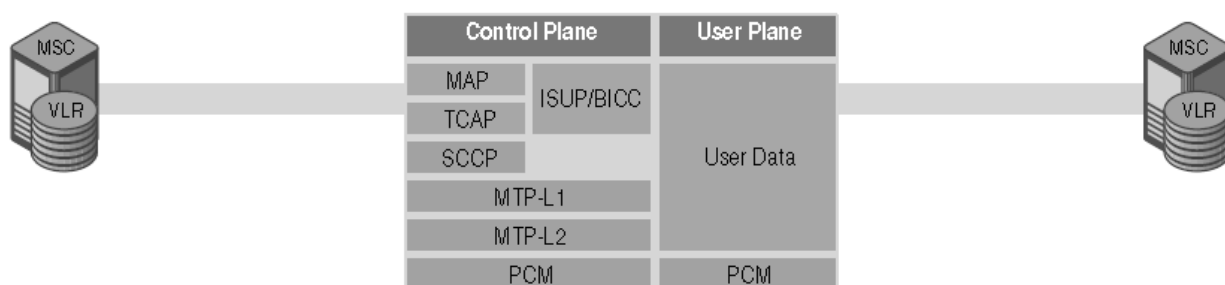 MSC
VLR
Control Plane
User Plane
MAP
ISUP/BICC
TCAP
SCCP
MTP-L1
MTP-L2
PCM
User Data
PCM
MSC
VLR